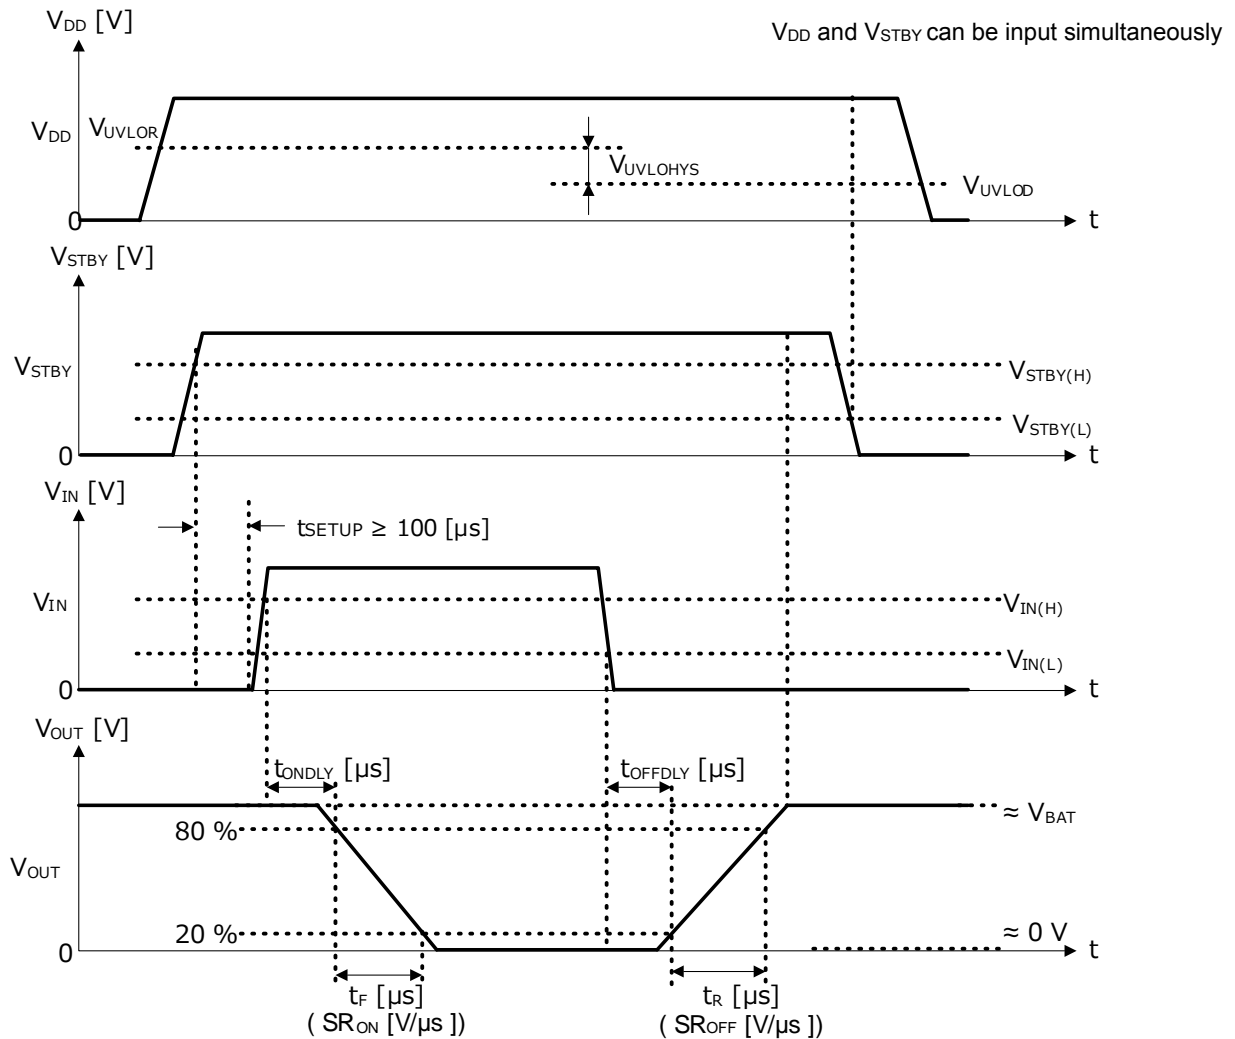 VDD [V]
VDD and VSTBY can be input simultaneously
VDD
VUVLOR
VUVLOHYS
VUVLOD
0
t
VSTBY [V]
VSTBY
VSTBY(H)
VSTBY(L)
0
t
VIN [V]
tSETUP ≥ 100 [µs]
VIN
VIN(H)
VIN(L)
0
t
VOUT [V]
tONDLY [µs]
tOFFDLY [µs]
≈ VBAT
80 %
VOUT
20 %
≈ 0 V
0
t
tF [µs]
( SRON [V/µs ])
tR [µs]
( SROFF [V/µs ])